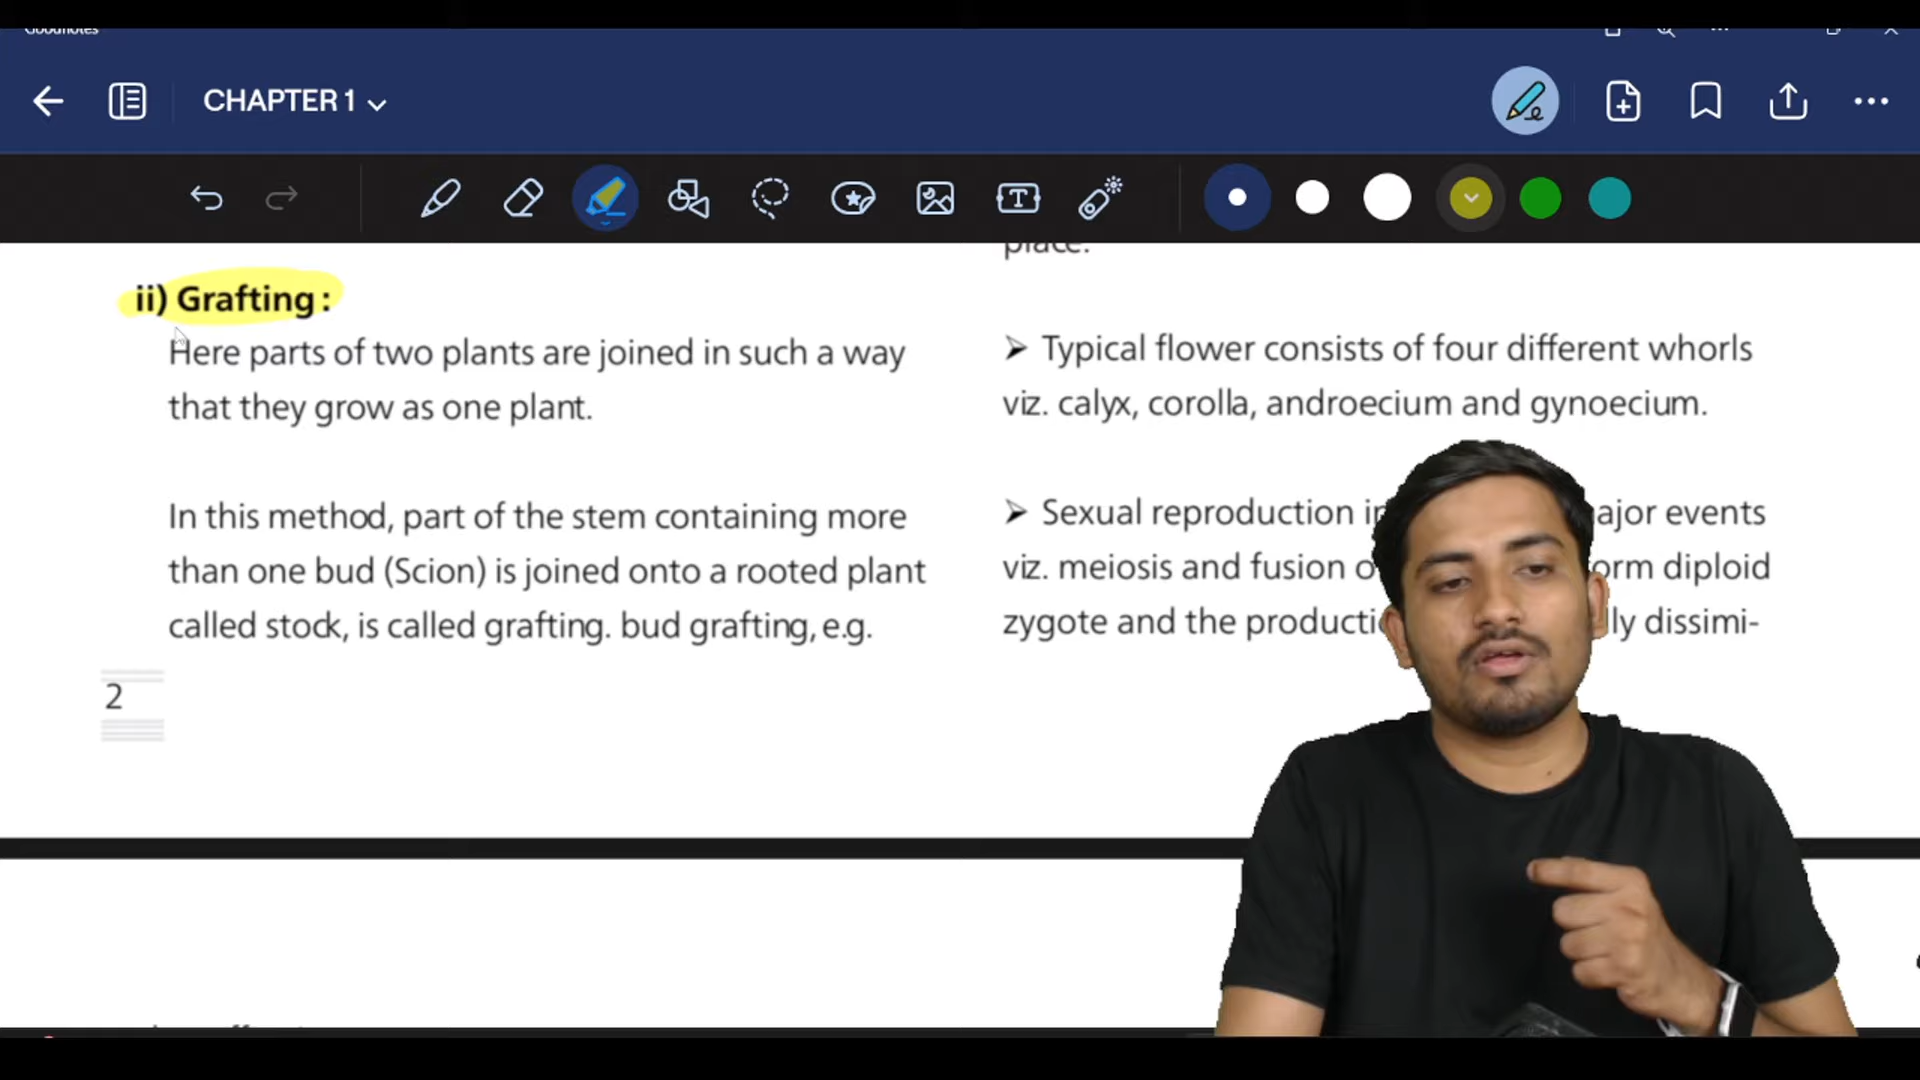 Goodnotes
CHAPTER 1
place.
ii) Grafting :
Here parts of two plants are joined in such a way
that they grow as one plant.
In this method, part of the stem containing more
than one bud (Scion) is joined onto a rooted plant
called stock, is called grafting. bud grafting, e.g.
2
➢ Typical flower consists of four different whorls
viz. calyx, corolla, androecium and gynoecium.
➢ Sexual reproduction ajor events
viz. meiosis and fusion orm diploid
zygote and the producti ly dissimi-